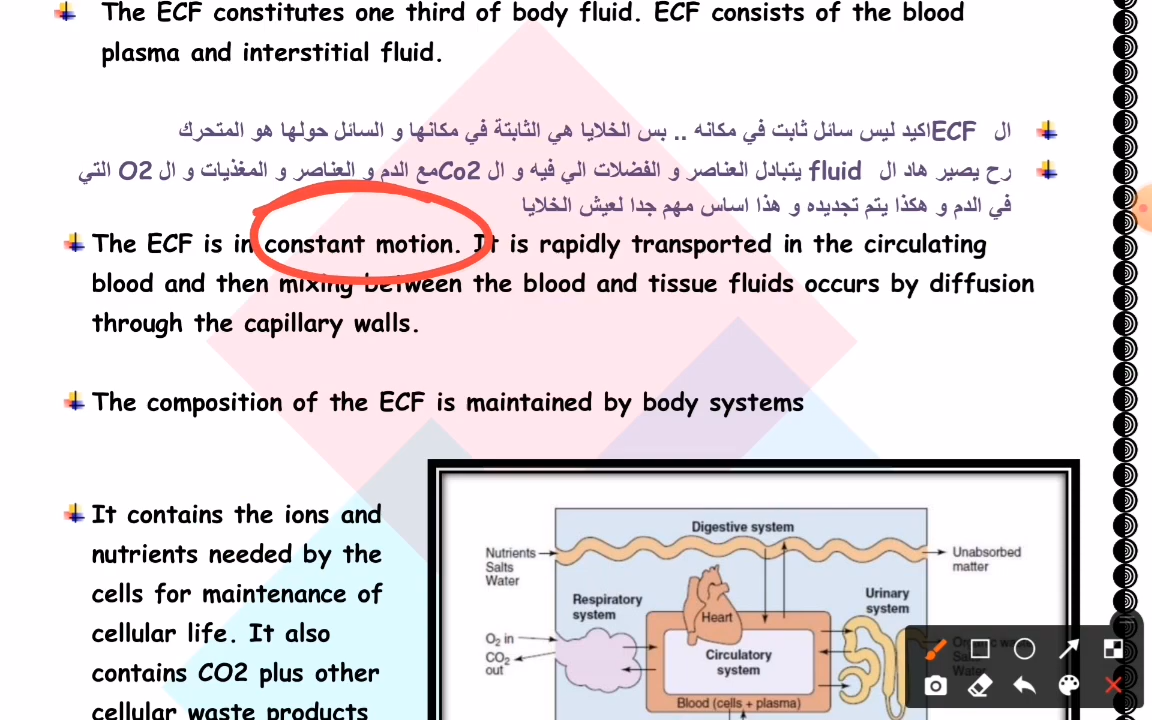 The ECF constitutes one third of body fluid. ECF consists of the blood
plasma and interstitial fluid.
ال ECFاكيد ليس سائل ثابت في مكانه .. بس الخلايا هي الثابتة في مكانها و السائل حولها هو المتحرك
رح يصير هاد ال fluid يتبادل العناصر و الفضلات الي فيه و ال Co2مع الدم و العناصر و المغذيات و ال O2 التي
في الدم و هكذا يتم تجديده و هذا اساس مهم جدا لعيش الخلايا
The ECF is in constant motion. It is rapidly transported in the circulating
blood and then mixing between the blood and tissue fluids occurs by diffusion
through the capillary walls.
The composition of the ECF is maintained by body systems
It contains the ions and
nutrients needed by the
cells for maintenance of
cellular life. It also
contains CO2 plus other
cellular waste products
Digestive system
Nutrients
Salts
Water
Unabsorbed
matter
Respiratory
system
Heart
Urinary
system
O2 in
CO2
out
Circulatory
system
Blood (cells + plasma)